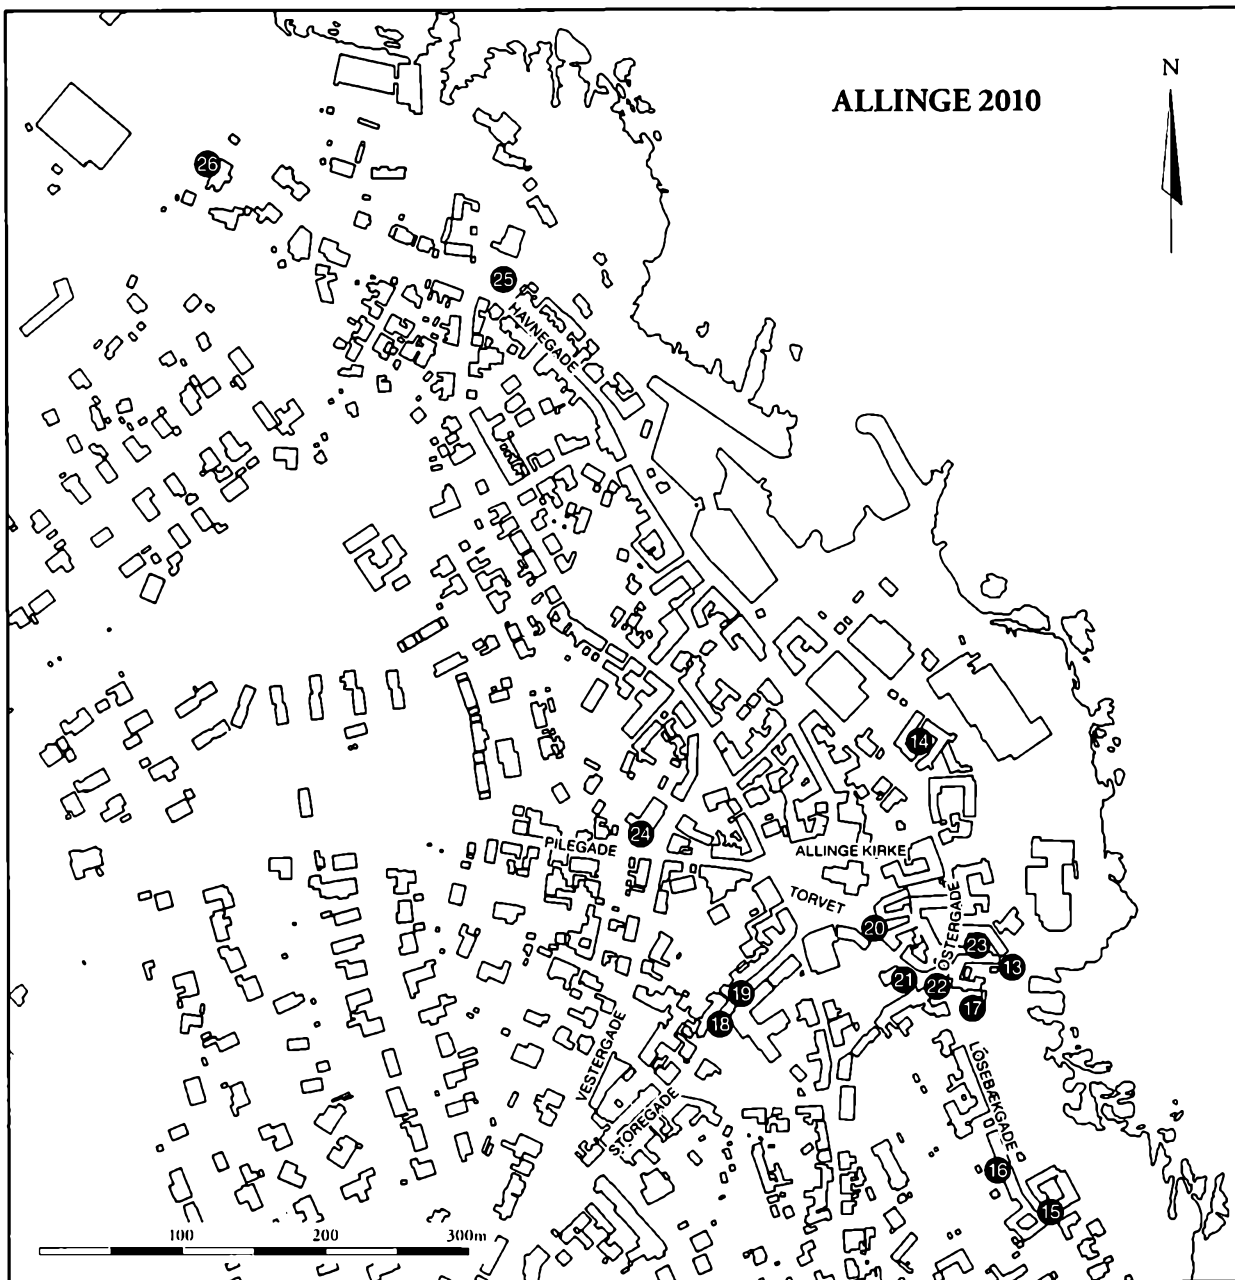 N
ALLINGE 2010
26
25
HAVNEGADE
14
24
PILEGADE
ALLINGE KIRKE
TORVET
ØSTERGADE
20
23
13
21
22
17
19
18
VESTERGADE
STOREGADE
LØSEBÆKGADE
16
15
100
200
300m